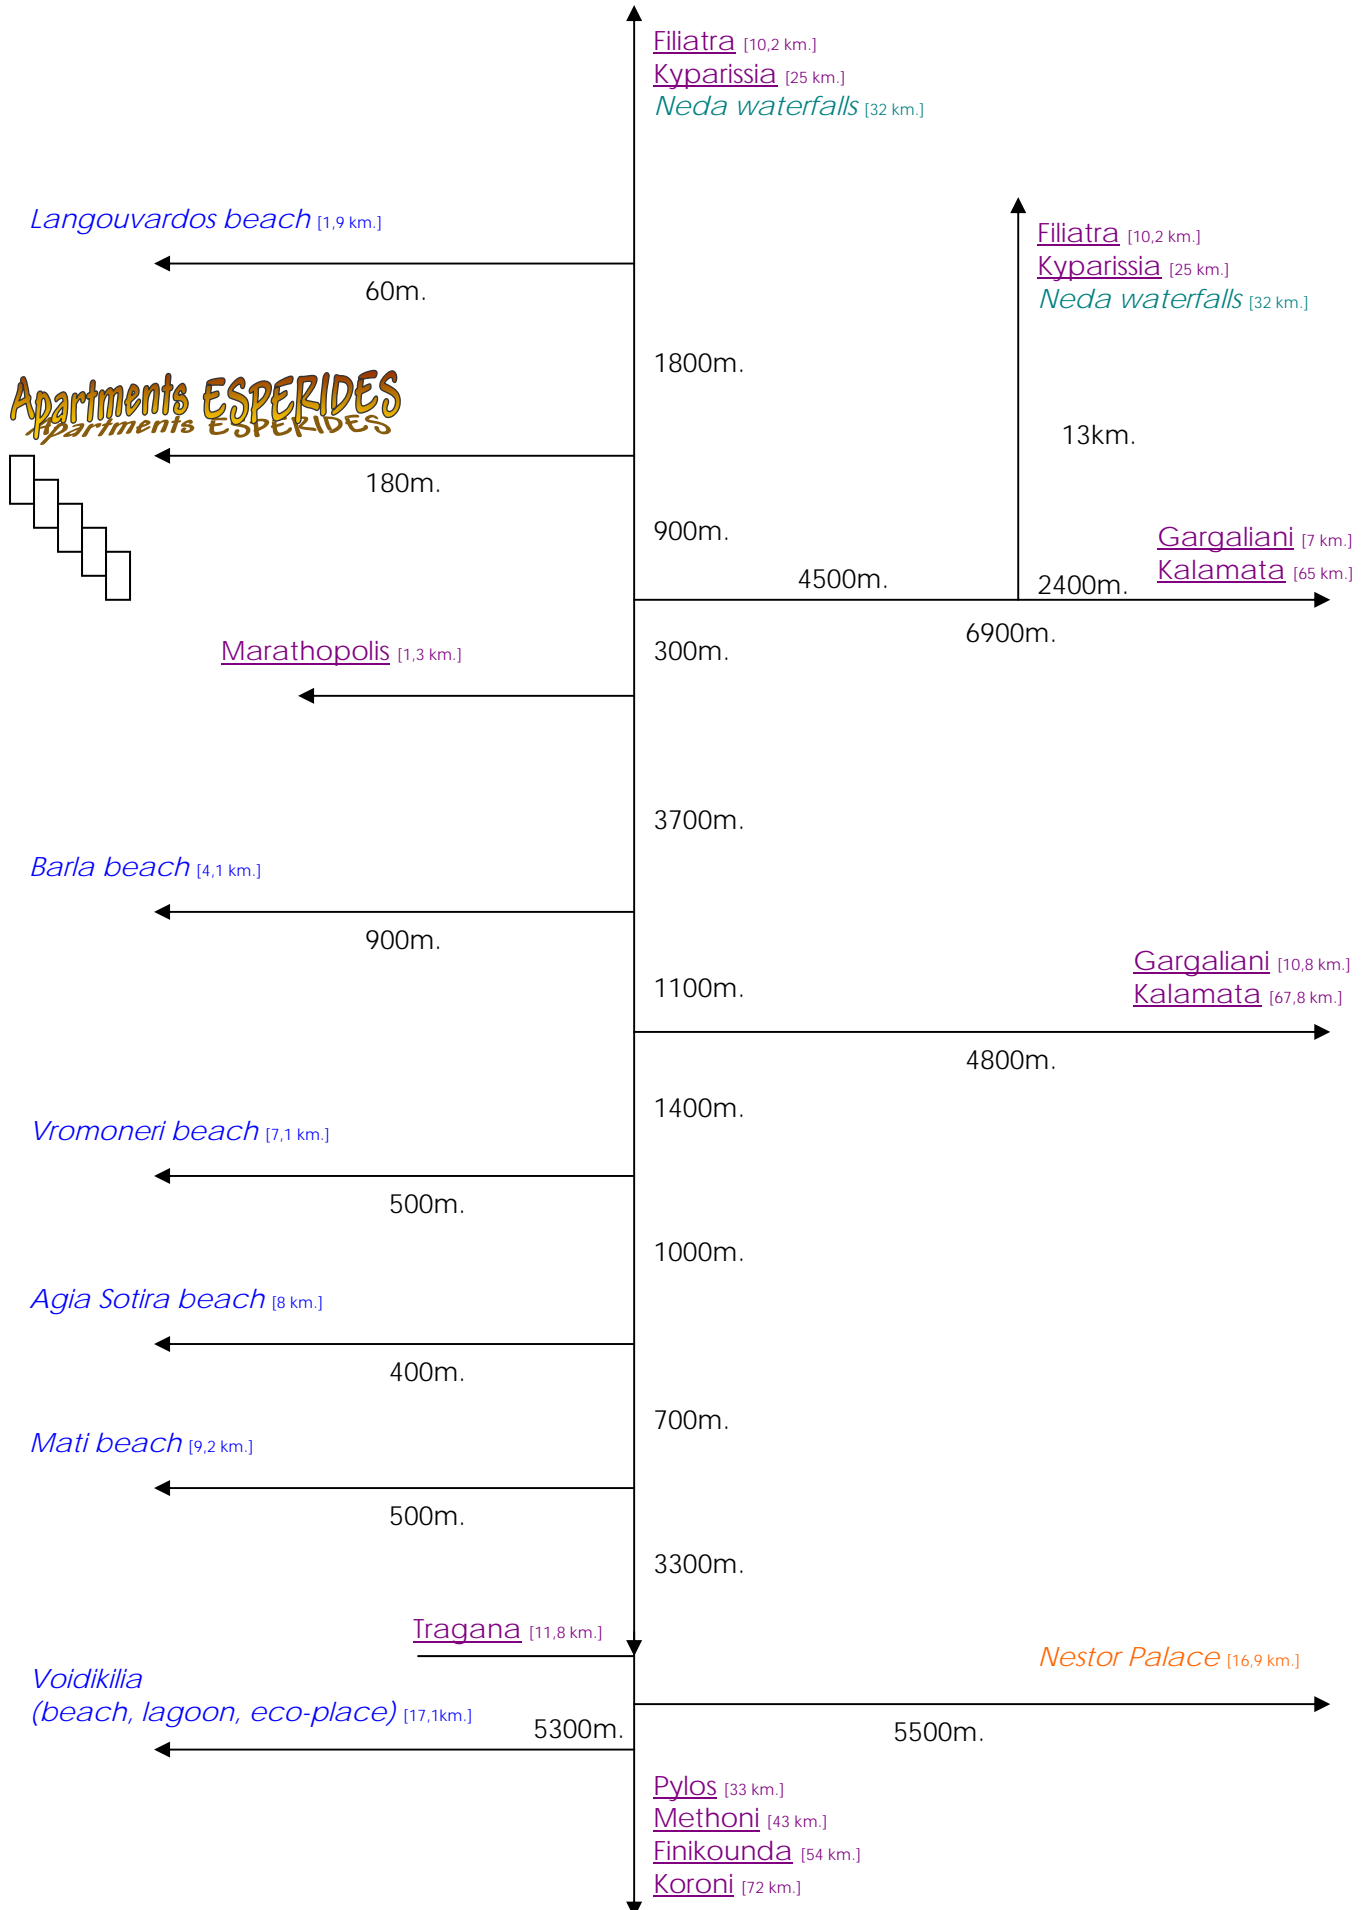 Filiatra [10,2 km.]
Kyparissia [25 km.]
Neda waterfalls [32 km.]
Langouvardos beach [1,9 km.]
60m.
Filiatra [10,2 km.]
Kyparissia [25 km.]
Neda waterfalls [32 km.]
1800m.
Apartments ESPERIDES
13km.
180m.
900m.
Gargaliani [7 km.]
Kalamata [65 km.]
4500m.
2400m.
6900m.
Marathopolis [1,3 km.]
300m.
3700m.
Barla beach [4,1 km.]
900m.
1100m.
Gargaliani [10,8 km.]
Kalamata [67,8 km.]
4800m.
1400m.
Vromoneri beach [7,1 km.]
500m.
1000m.
Agia Sotira beach [8 km.]
400m.
700m.
Mati beach [9,2 km.]
500m.
3300m.
Tragana [11,8 km.]
Nestor Palace [16,9 km.]
Voidikilia
(beach, lagoon, eco-place) [17,1km.]
5300m.
5500m.
Pylos [33 km.]
Methoni [43 km.]
Finikounda [54 km.]
Koroni [72 km.]